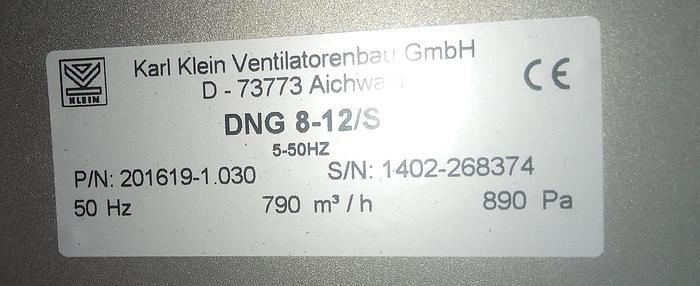 KLEIN
Karl Klein Ventilatorenbau GmbH
D - 73773
CE
DNG 8-12/S
5-50HZ
P/N: 201619-1.030 S/N: 1402-268374
50 Hz 790 m³/h 890 Pa